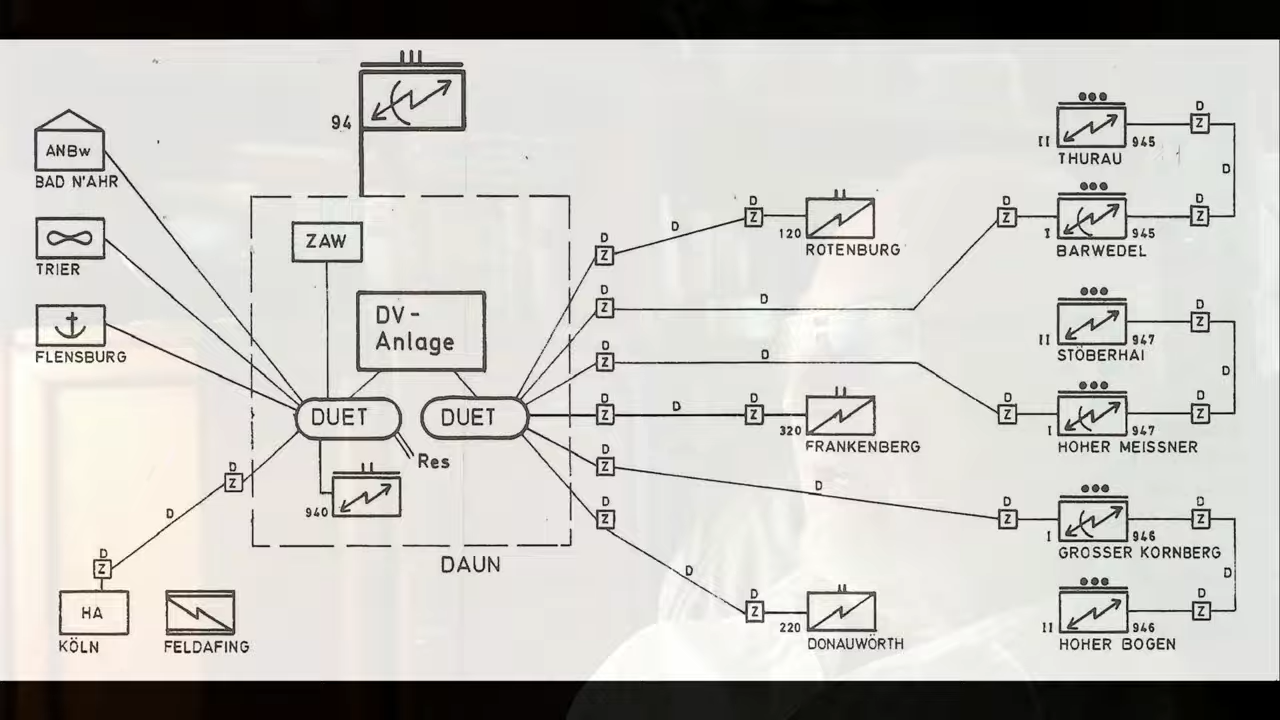 94
ANBw
BAD N'AHR
TRIER
FLENSBURG
ZAW
DV-
Anlage
DUET
DUET
Res
940
DAUN
D
Z
D
D
Z
HA
KÖLN
FELDAFING
D
Z
D
D
Z
120
ROTENBURG
D
Z
D
D
Z
I
945
BARWEDEL
D
Z
D
II
945
THURAU
D
Z
D
Z
D
D
Z
I
947
HOHER MEISSNER
D
Z
D
II
947
STÖBERHAI
D
Z
D
Z
D
D
Z
320
FRANKENBERG
D
Z
D
D
Z
I
946
GROSSER KORNBERG
D
Z
D
II
946
HOHER BOGEN
D
Z
D
Z
D
D
Z
220
DONAUWÖRTH